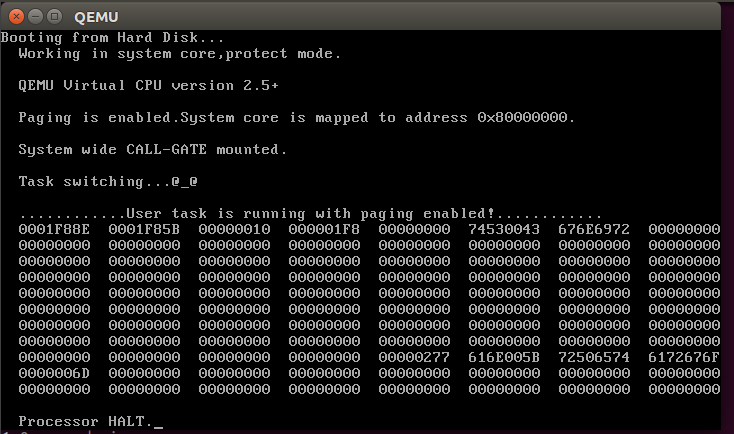 QEMU
Booting from Hard Disk...
Working in system core,protect mode.
QEMU Virtual CPU version 2.5+
Paging is enabled.System core is mapped to address 0x80000000.
System wide CALL-GATE mounted.
Task switching...@_@
............User task is running with paging enabled!............
0001F88E 0001F85B 00000010 000001F8 00000000 74530043 676E6972 00000000
00000000 00000000 00000000 00000000 00000000 00000000 00000000 00000000
00000000 00000000 00000000 00000000 00000000 00000000 00000000 00000000
00000000 00000000 00000000 00000000 00000000 00000000 00000000 00000000
00000000 00000000 00000000 00000000 00000000 00000000 00000000 00000000
00000000 00000000 00000000 00000000 00000000 00000000 00000000 00000000
00000000 00000000 00000000 00000000 00000000 00000000 00000000 00000000
00000000 00000000 00000000 00000000 00000000 00000000 00000000 00000000
00000000 00000000 00000000 00000000 00000277 616E005B 72506574 6172676F
0000006D 00000000 00000000 00000000 00000000 00000000 00000000 00000000
00000000 00000000 00000000 00000000 00000000 00000000 00000000 00000000
Processor HALT._